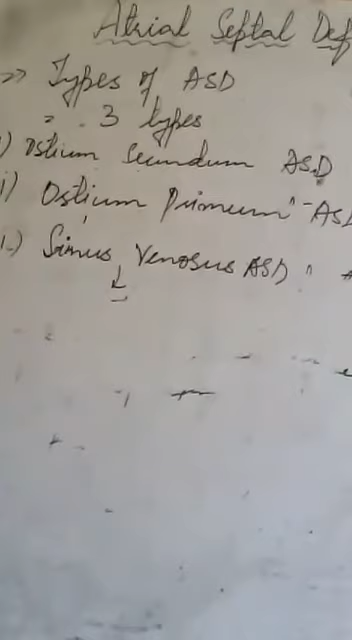 Atrial Septal Def
>> Types of ASD
3 types
i) Ostium Secundum ASD
i) Ostium Primum - ASD
i.) Sinus Venosus ASD